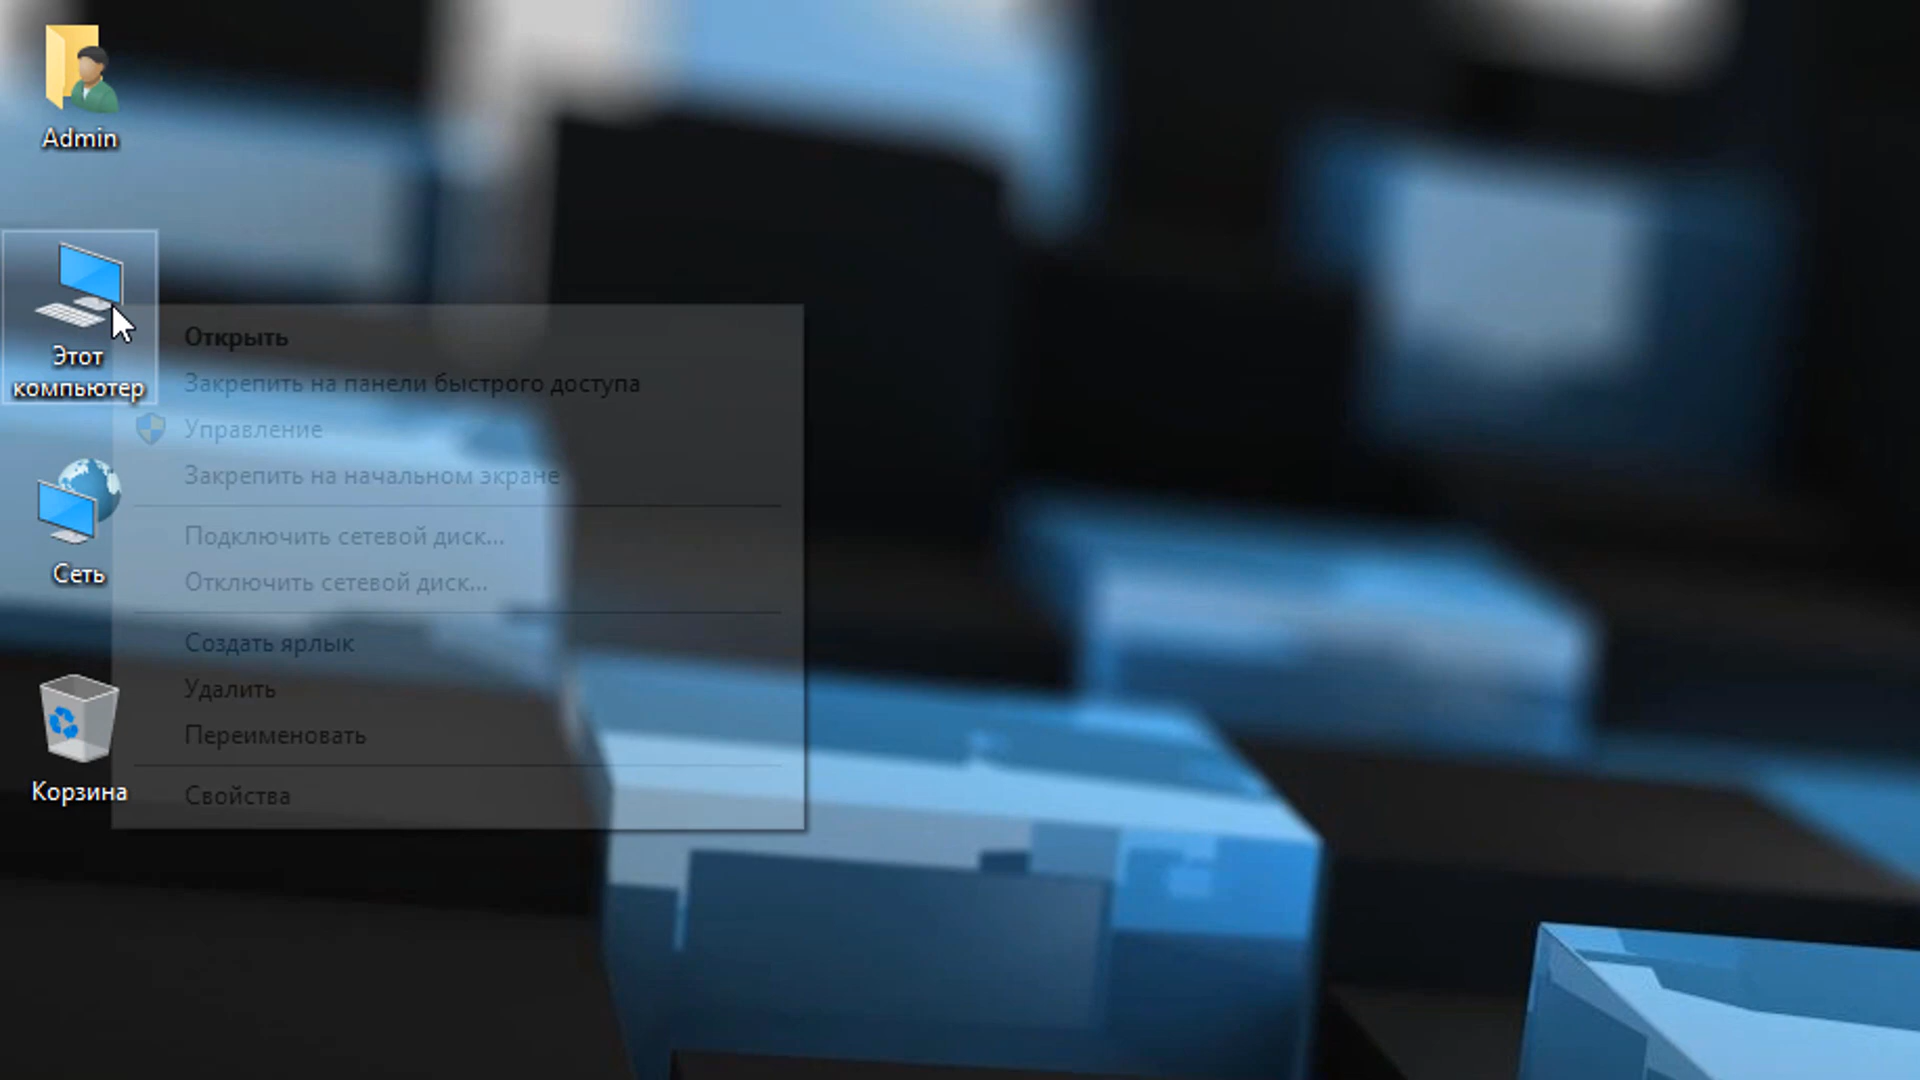 Admin
Этот
компьютер
Сеть
Корзина
Открыть
Закрепить на панели быстрого доступа
Управление
Закрепить на начальном экране
Подключить сетевой диск...
Отключить сетевой диск...
Создать ярлык
Удалить
Переименовать
Свойства